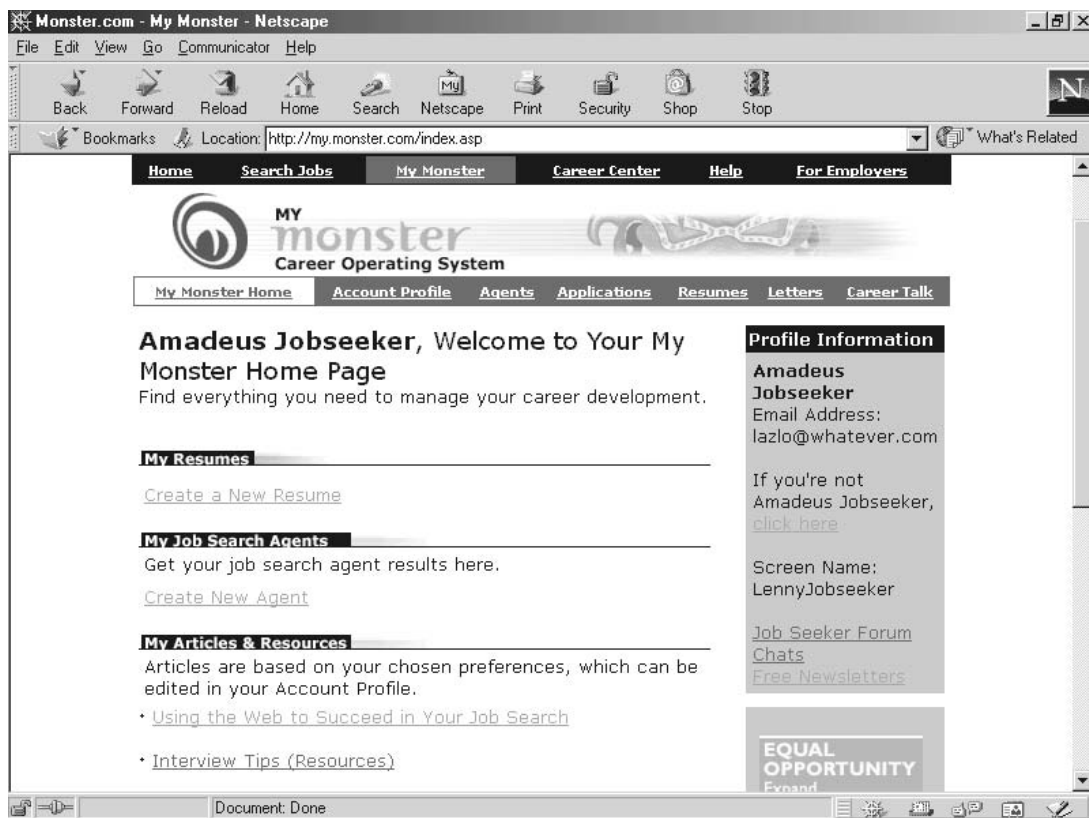 Monster.com - My Monster - Netscape
File Edit View Go Communicator Help
My
N
Back Forward Reload Home Search Netscape Print Security Shop Stop
Bookmarks Location: http://my.monster.com/index.asp What's Related
Home Search Jobs My Monster Career Center Help For Employers
MY
monster
Career Operating System
My Monster Home Account Profile Agents Applications Resumes Letters Career Talk
Amadeus Jobseeker, Welcome to Your My
Monster Home Page
Find everything you need to manage your career development.
My Resumes
Create a New Resume
My Job Search Agents
Get your job search agent results here.
Create New Agent
My Articles & Resources
Articles are based on your chosen preferences, which can be
edited in your Account Profile.
• Using the Web to Succeed in Your Job Search
• Interview Tips (Resources)
Profile Information
Amadeus
Jobseeker
Email Address:
lazlo@whatever.com
If you're not
Amadeus Jobseeker,
click here
Screen Name:
LennyJobseeker
Job Seeker Forum
Chats
Free Newsletters
EQUAL
OPPORTUNITY
Expand
Document: Done